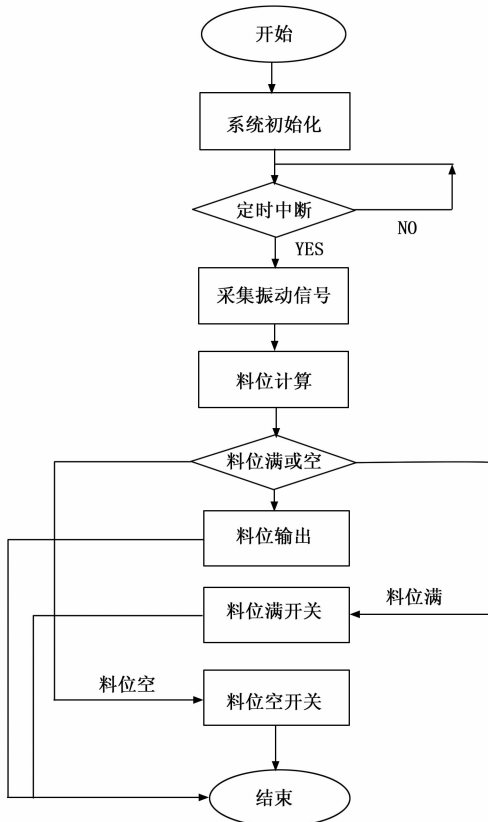 开始
系统初始化
定时中断
NO
YES
采集振动信号
料位计算
料位满或空
料位输出
料位满
料位满开关
料位空
料位空开关
结束